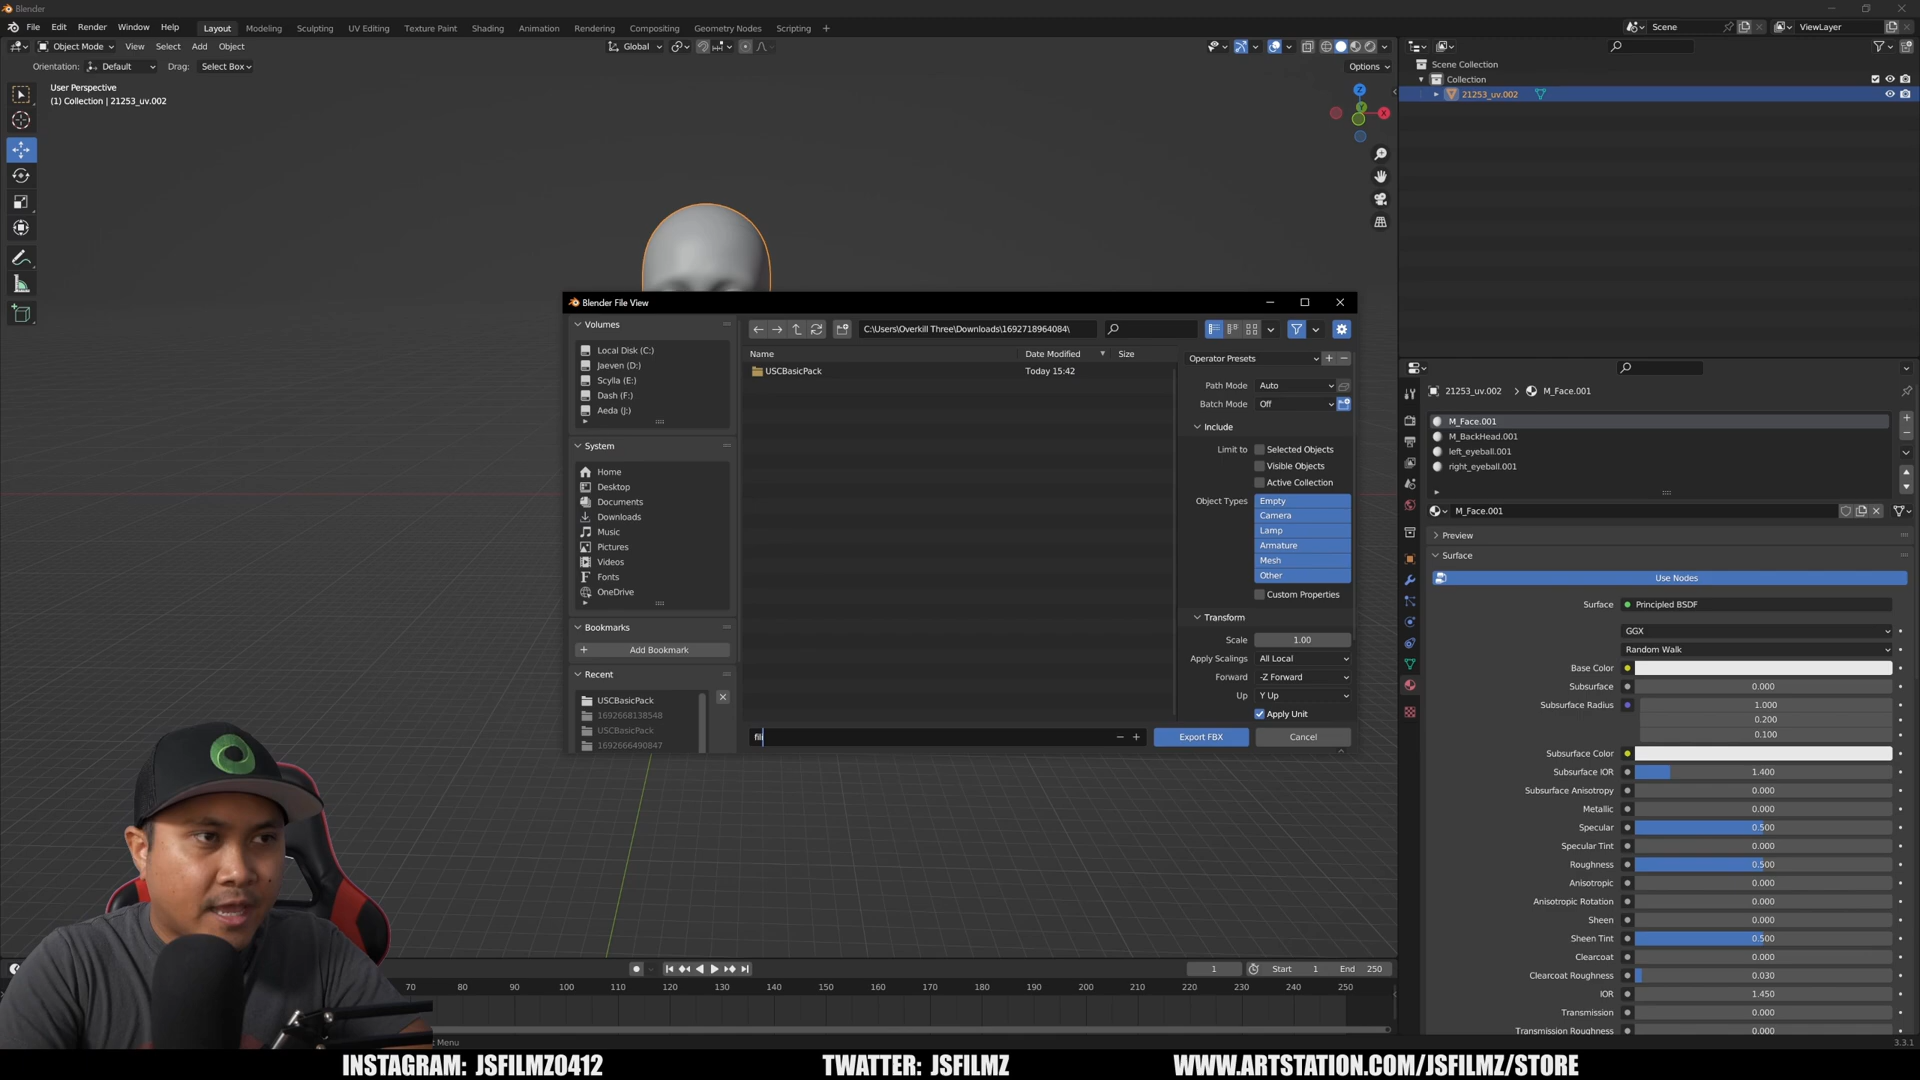 Blender
File Edit Render Window Help Layout Modeling Sculpting UV Editing Texture Paint Shading Animation Rendering Compositing Geometry Nodes Scripting +
Scene ViewLayer
Object Mode View Select Add Object Global
Orientation: Default Drag: Select Box Options
User Perspective
(1) Collection | 21253_uv.002
Z
Y
X
Scene Collection
Collection
21253_uv.002
Blender File View
Volumes
Local Disk (C:)
Jaeven (D:)
Scylla (E:)
Dash (F:)
Aeda (J:)
System
Home
Desktop
Documents
Downloads
Music
Pictures
Videos
Fonts
OneDrive
Bookmarks
Add Bookmark
Recent
USCBasicPack
1692668138548
USCBasicPack
1692666490847
C:\Users\Overkill Three\Downloads\1692718964084\
Name Date Modified Size
USCBasicPack Today 15:42
Operator Presets
Path Mode Auto
Batch Mode Off
Include
Limit to Selected Objects
Visible Objects
Active Collection
Object Types Empty
Camera
Lamp
Armature
Mesh
Other
Custom Properties
Transform
Scale 1.00
Apply Scalings All Local
Forward -Z Forward
Up Y Up
Apply Unit
Export FBX Cancel
21253_uv.002 > M_Face.001
M_Face.001
M_BackHead.001
left_eyeball.001
right_eyeball.001
M_Face.001
Preview
Surface
Use Nodes
Surface Principled BSDF
GGX
Random Walk
Base Color
Subsurface 0.000
Subsurface Radius 1.000
0.200
0.100
Subsurface Color
Subsurface IOR 1.400
Subsurface Anisotropy 0.000
Metallic 0.000
Specular 0.500
Specular Tint 0.000
Roughness 0.500
Anisotropic 0.000
Anisotropic Rotation 0.000
Sheen 0.000
Sheen Tint 0.500
Clearcoat 0.000
Clearcoat Roughness 0.030
IOR 1.450
Transmission 0.000
Transmission Roughness 0.000
1 Start 1 End 250
70 80 90 100 110 120 130 140 150 160 170 180 190 200 210 220 230 240 250
Menu
3.3.1
INSTAGRAM: JSFILMZ0412 TWATTER: JSFILMZ WWW.ARTSTATION.COM/JSFILMZ/STORE